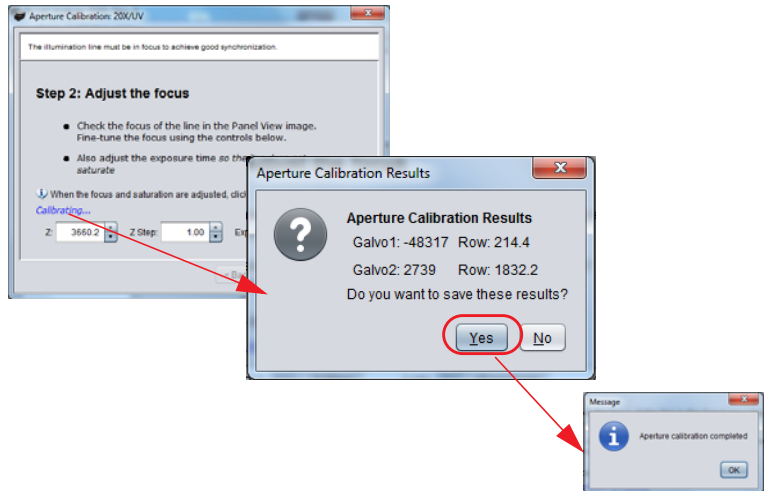 Aperture Calibration: 20X/UV
The illumination line must be in focus to achieve good synchronization.
Step 2: Adjust the focus
● Check the focus of the line in the Panel View image.
Fine-tune the focus using the controls below.
● Also adjust the exposure time so the
saturate
When the focus and saturation are adjusted, click
Calibrating...
Z: 3660.2 Z Step: 1.00
Aperture Calibration Results
Aperture Calibration Results
Galvo1: -48317 Row: 214.4
Galvo2: 2739 Row: 1832.2
Do you want to save these results?
Yes No
Message
Aperture calibration completed
OK